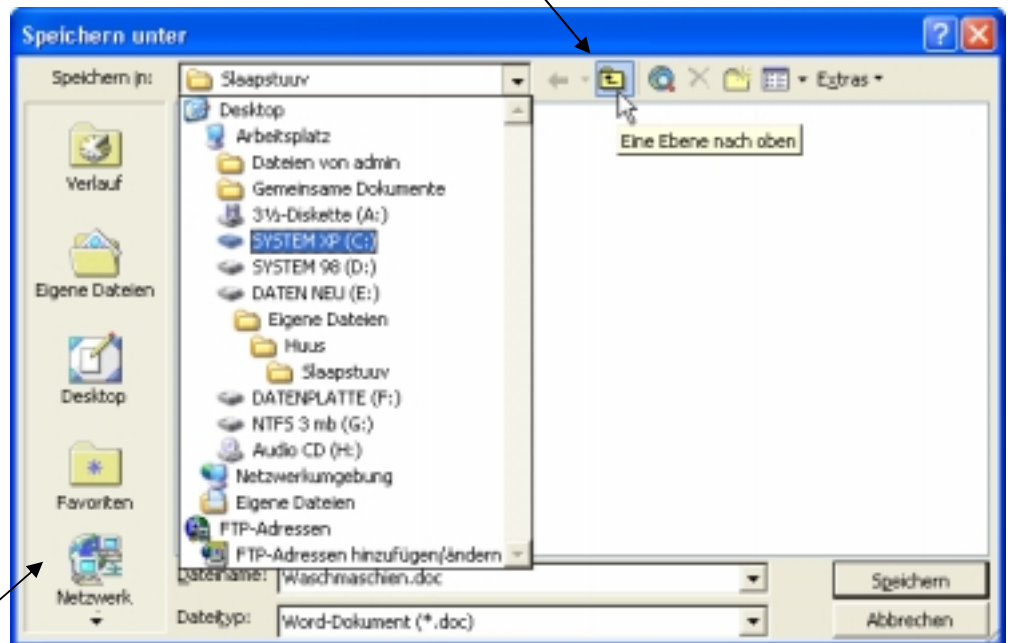 Speichern unter
Speichern in: Slaapstuuv Extras
Desktop
Arbeitsplatz
Dateien von admin
Gemeinsame Dokumente
3½-Diskette (A:)
SYSTEM XP (C:)
SYSTEM 98 (D:)
DATEN NEU (E:)
Eigene Dateien
Huus
Slaapstuuv
DATENPLATTE (F:)
NTFS 3 mb (G:)
Audio CD (H:)
Netzwerkumgebung
Eigene Dateien
FTP-Adressen
FTP-Adressen hinzufügen/ändern
Eine Ebene nach oben
Verlauf
Eigene Dateien
Desktop
Favoriten
Netzwerk
Dateiname: Waschmaschien.doc Speichern
Dateityp: Word-Dokument (*.doc) Abbrechen